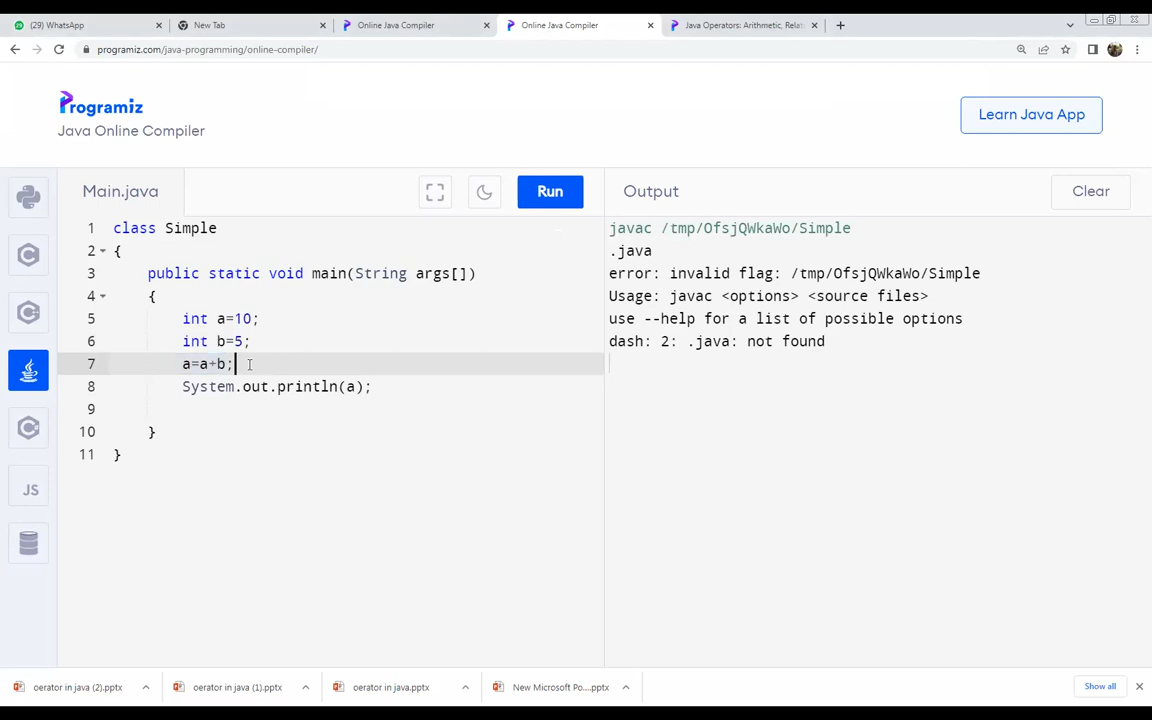 (29) WhatsApp
New Tab
Online Java Compiler
Online Java Compiler
Java Operators: Arithmetic, Relat
programiz.com/java-programming/online-compiler/
Programiz
Java Online Compiler
Learn Java App
Main.java
Run
Output
Clear
1 class Simple
2 {
3 public static void main(String args[])
4 {
5 int a=10;
6 int b=5;
7 a=a+b;
8 System.out.println(a);
9
10 }
11 }
javac /tmp/OfsjQWkaWo/Simple
.java
error: invalid flag: /tmp/OfsjQWkaWo/Simple
Usage: javac <options> <source files>
use --help for a list of possible options
dash: 2: .java: not found
JS
oerator in java (2).pptx
oerator in java (1).pptx
oerator in java.pptx
New Microsoft Po....pptx
Show all